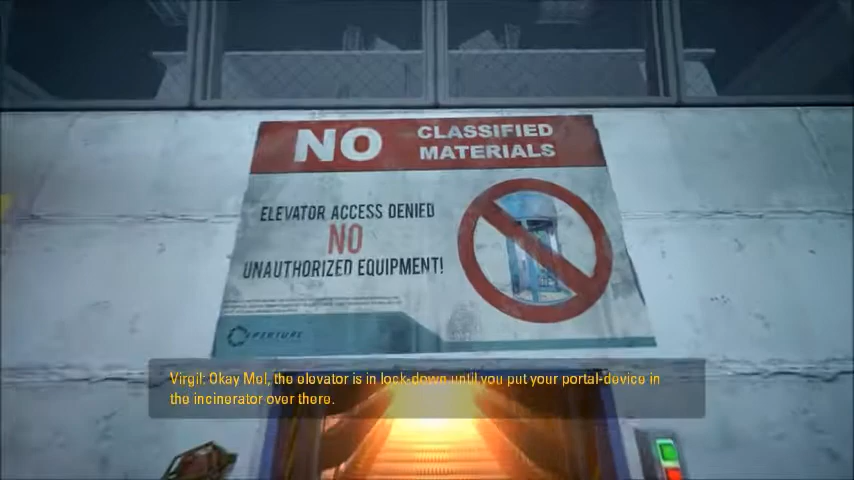 NO CLASSIFIED
MATERIALS
ELEVATOR ACCESS DENIED
NO
UNAUTHORIZED EQUIPMENT!
APERTURE
Virgil: Okay Mel, the elevator is in lock-down until you put your portal-device in
the incinerator over there.